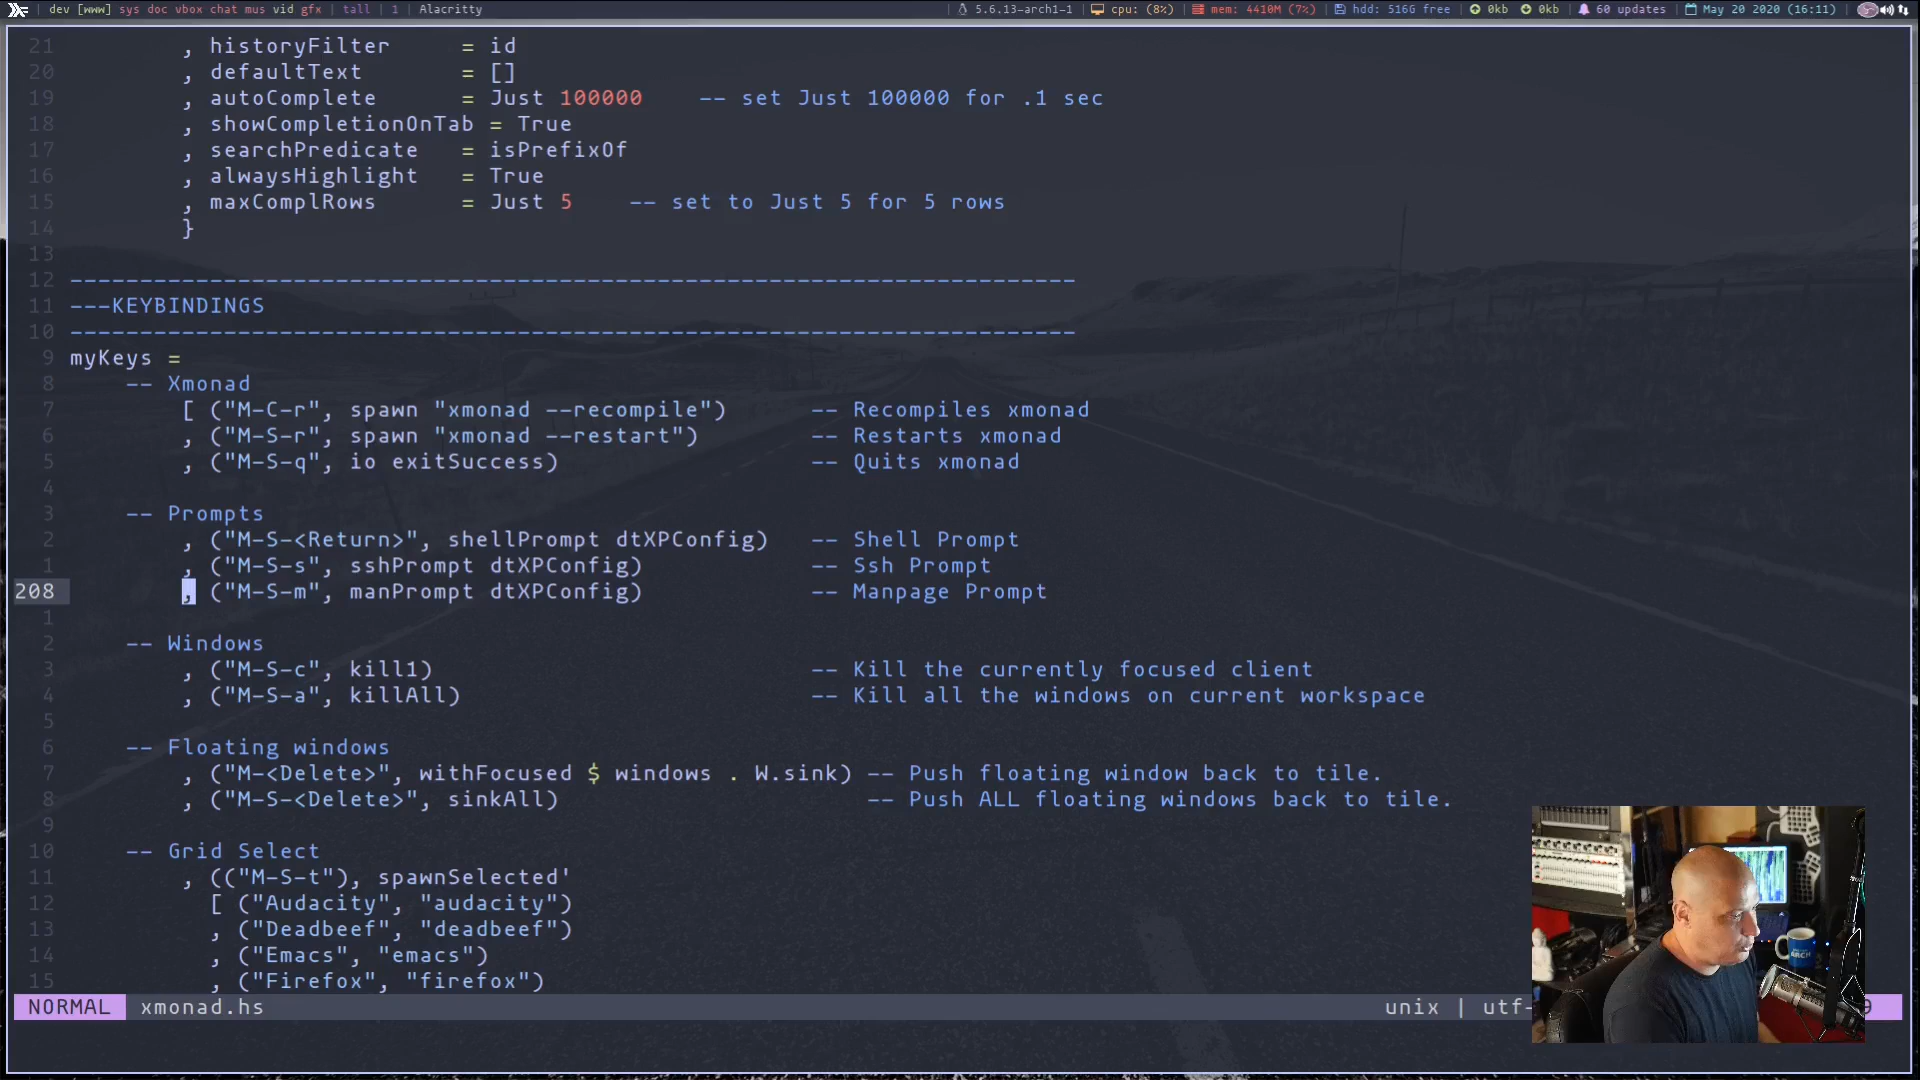 dev [www] sys doc vbox chat mus vid gfx | tall | 1 | Alacritty
| 5.6.13-arch1-1 | cpu: (8%) | mem: 4410M (7%) | hdd: 516G free | 0kb 0kb | 60 updates | May 20 2020 (16:11) |
21 , historyFilter = id
20 , defaultText = []
19 , autoComplete = Just 100000 -- set Just 100000 for .1 sec
18 , showCompletionOnTab = True
17 , searchPredicate = isPrefixOf
16 , alwaysHighlight = True
15 , maxComplRows = Just 5 -- set to Just 5 for 5 rows
14 }
13
12 ------------------------------------------------------------------------
11 ---KEYBINDINGS
10 ------------------------------------------------------------------------
9 myKeys =
8 -- Xmonad
7 [ ("M-C-r", spawn "xmonad --recompile") -- Recompiles xmonad
6 , ("M-S-r", spawn "xmonad --restart") -- Restarts xmonad
5 , ("M-S-q", io exitSuccess) -- Quits xmonad
4
3 -- Prompts
2 , ("M-S-<Return>", shellPrompt dtXPConfig) -- Shell Prompt
1 , ("M-S-s", sshPrompt dtXPConfig) -- Ssh Prompt
208 , ("M-S-m", manPrompt dtXPConfig) -- Manpage Prompt
1
2 -- Windows
3 , ("M-S-c", kill1) -- Kill the currently focused client
4 , ("M-S-a", killAll) -- Kill all the windows on current workspace
5
6 -- Floating windows
7 , ("M-<Delete>", withFocused $ windows . W.sink) -- Push floating window back to tile.
8 , ("M-S-<Delete>", sinkAll) -- Push ALL floating windows back to tile.
9
10 -- Grid Select
11 , (("M-S-t"), spawnSelected'
12 [ ("Audacity", "audacity")
13 , ("Deadbeef", "deadbeef")
14 , ("Emacs", "emacs")
15 , ("Firefox", "firefox")
NORMAL xmonad.hs unix | utf-
ARCH